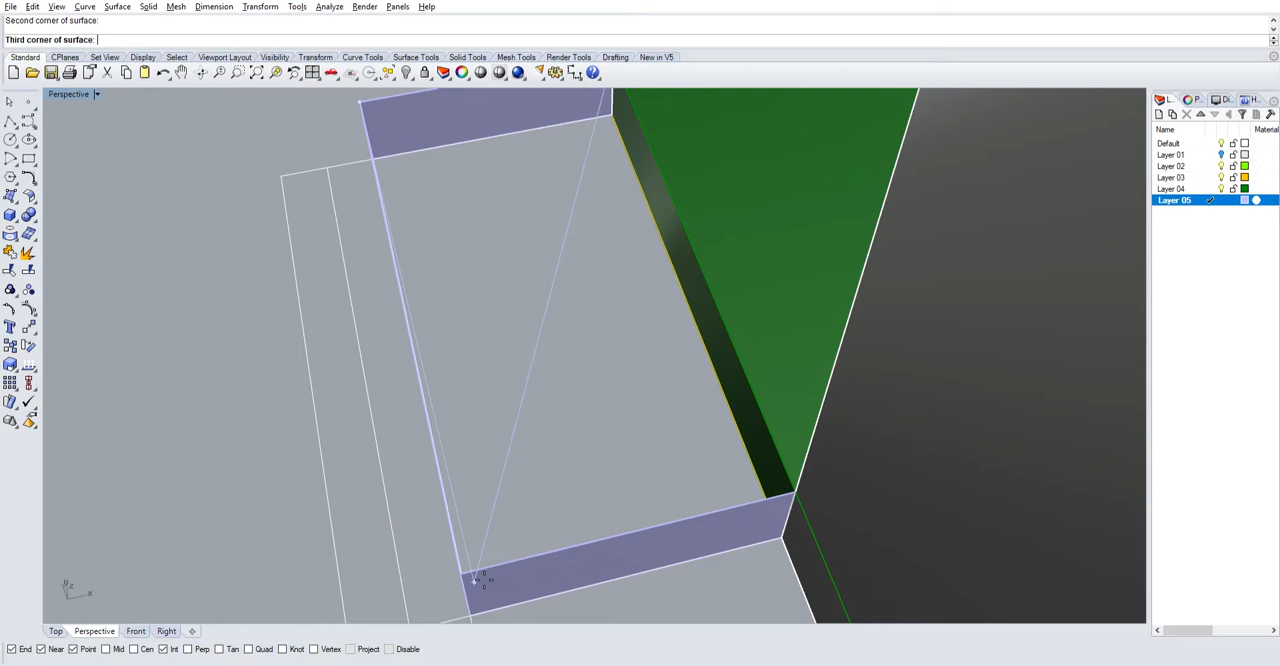 File Edit View Curve Surface Solid Mesh Dimension Transform Tools Analyze Render Panels Help
Second corner of surface:
Third corner of surface:
Standard CPlanes Set View Display Select Viewport Layout Visibility Transform Curve Tools Surface Tools Solid Tools Mesh Tools Render Tools Drafting New in V5
Perspective
L... P... Di... H...
Name Material
Default
Layer 01
Layer 02
Layer 03
Layer 04
Layer 05
z x
Top Perspective Front Right
End Near Point Mid Cen Int Perp Tan Quad Knot Vertex Project Disable